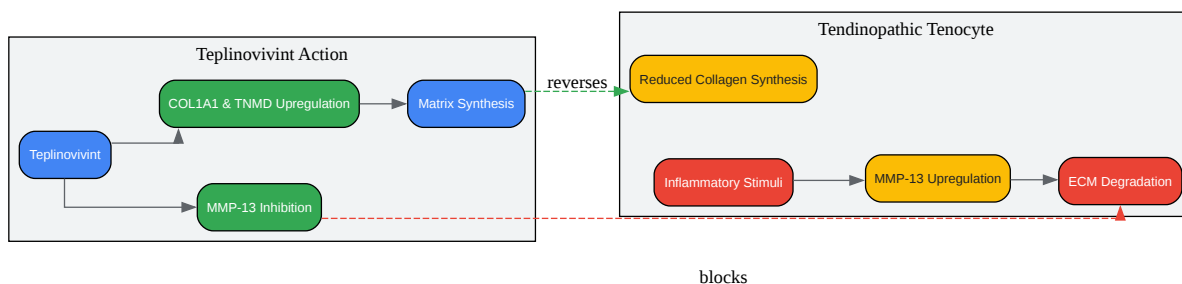 Teplinovivint Action
Tendinopathic Tenocyte
reverses
Reduced Collagen Synthesis
COL1A1 & TNMD Upregulation
Matrix Synthesis
Teplinovivint
MMP-13 Inhibition
Inflammatory Stimuli
MMP-13 Upregulation
ECM Degradation
blocks